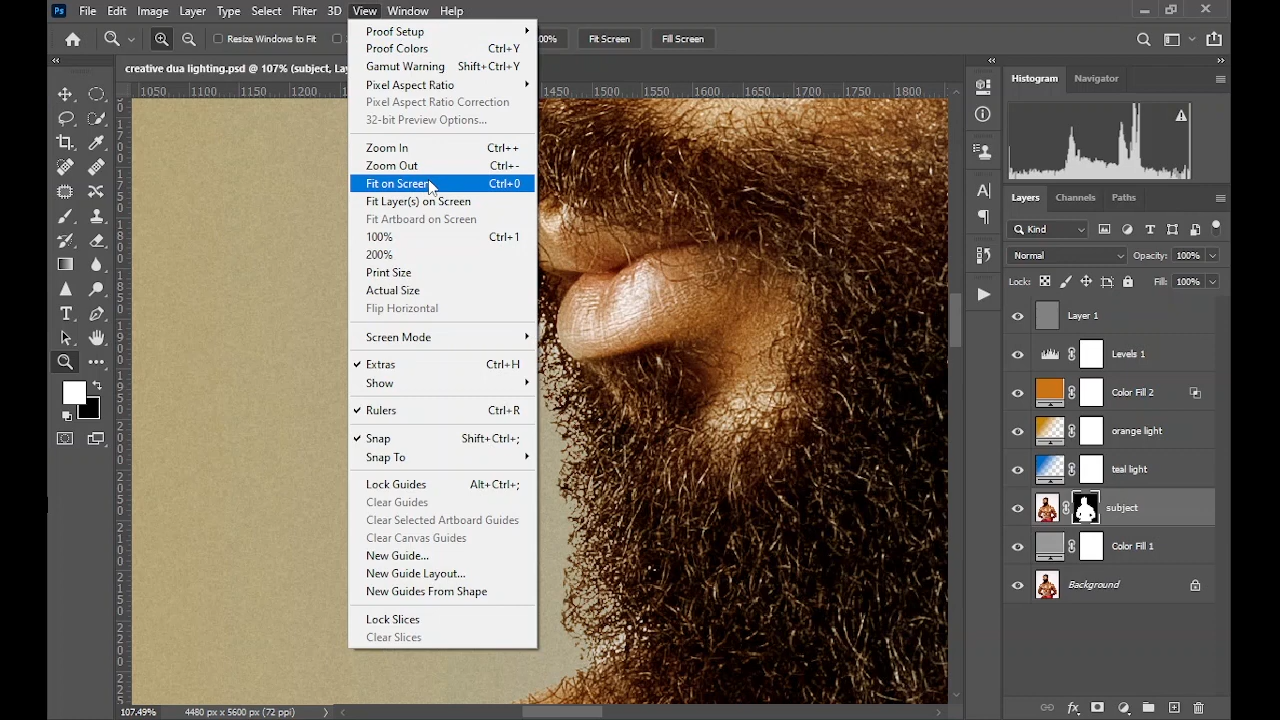 Ps File Edit Image Layer Type Select Filter 3D View Window Help
Resize Windows to Fit Fit Screen Fill Screen
creative dua lighting.psd @ 107% (subject, La
1050 1100 1150 1200 1250 1450 1500 1550 1600 1650 1700 1750 1800
Proof Setup
Proof Colors Ctrl+Y
Gamut Warning Shift+Ctrl+Y
Pixel Aspect Ratio
Pixel Aspect Ratio Correction
32-bit Preview Options...
Zoom In Ctrl++
Zoom Out Ctrl+-
Fit on Screen Ctrl+0
Fit Layer(s) on Screen
Fit Artboard on Screen
100% Ctrl+1
200%
Print Size
Actual Size
Flip Horizontal
Screen Mode
Extras Ctrl+H
Show
Rulers Ctrl+R
Snap Shift+Ctrl+;
Snap To
Lock Guides Alt+Ctrl+;
Clear Guides
Clear Selected Artboard Guides
Clear Canvas Guides
New Guide...
New Guide Layout...
New Guides From Shape
Lock Slices
Clear Slices
Histogram Navigator
Layers Channels Paths
Kind
Normal Opacity: 100%
Lock: Fill: 100%
Layer 1
Levels 1
Color Fill 2
orange light
teal light
subject
Color Fill 1
Background
107.49% 4480 px x 5600 px (72 ppi)